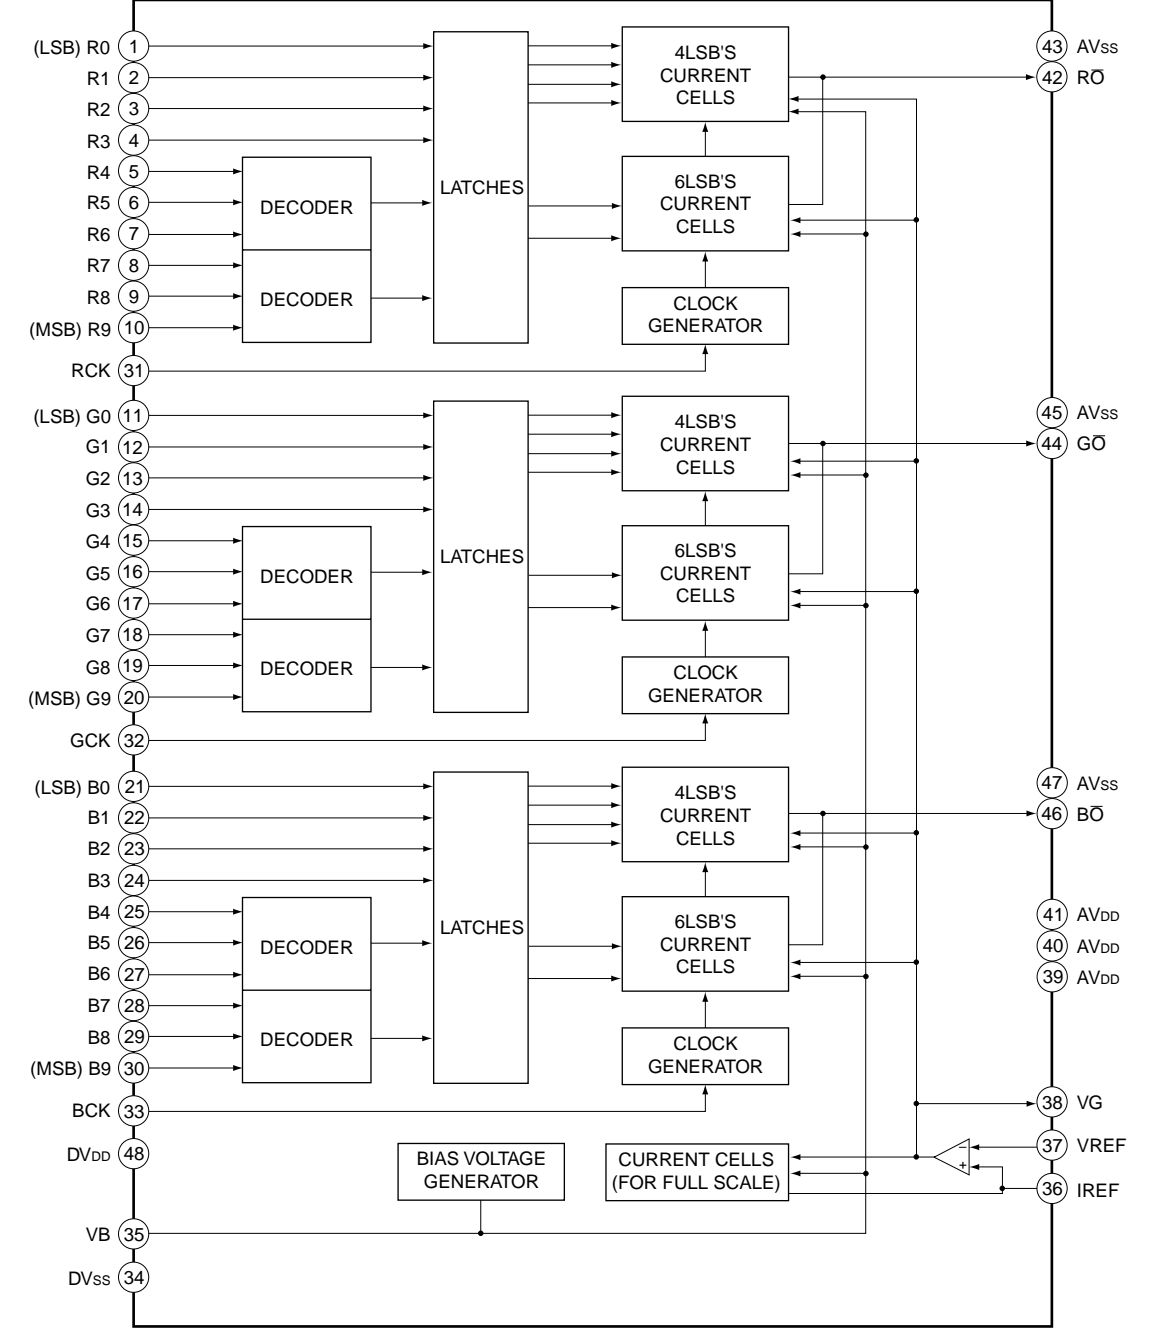 (LSB) R0 1
R1 2
R2 3
R3 4
R4 5
R5 6
R6 7
R7 8
R8 9
(MSB) R9 10
RCK 31
DECODER
DECODER
LATCHES
4LSB'S
CURRENT
CELLS
6LSB'S
CURRENT
CELLS
CLOCK
GENERATOR
43 AVss
42 RO̅
(LSB) G0 11
G1 12
G2 13
G3 14
G4 15
G5 16
G6 17
G7 18
G8 19
(MSB) G9 20
GCK 32
DECODER
DECODER
LATCHES
4LSB'S
CURRENT
CELLS
6LSB'S
CURRENT
CELLS
CLOCK
GENERATOR
45 AVss
44 GO̅
(LSB) B0 21
B1 22
B2 23
B3 24
B4 25
B5 26
B6 27
B7 28
B8 29
(MSB) B9 30
BCK 33
DECODER
DECODER
LATCHES
4LSB'S
CURRENT
CELLS
6LSB'S
CURRENT
CELLS
CLOCK
GENERATOR
47 AVss
46 BO̅
41 AVDD
40 AVDD
39 AVDD
38 VG
37 VREF
36 IREF
DVDD 48
VB 35
DVss 34
BIAS VOLTAGE
GENERATOR
CURRENT CELLS
(FOR FULL SCALE)
−
+